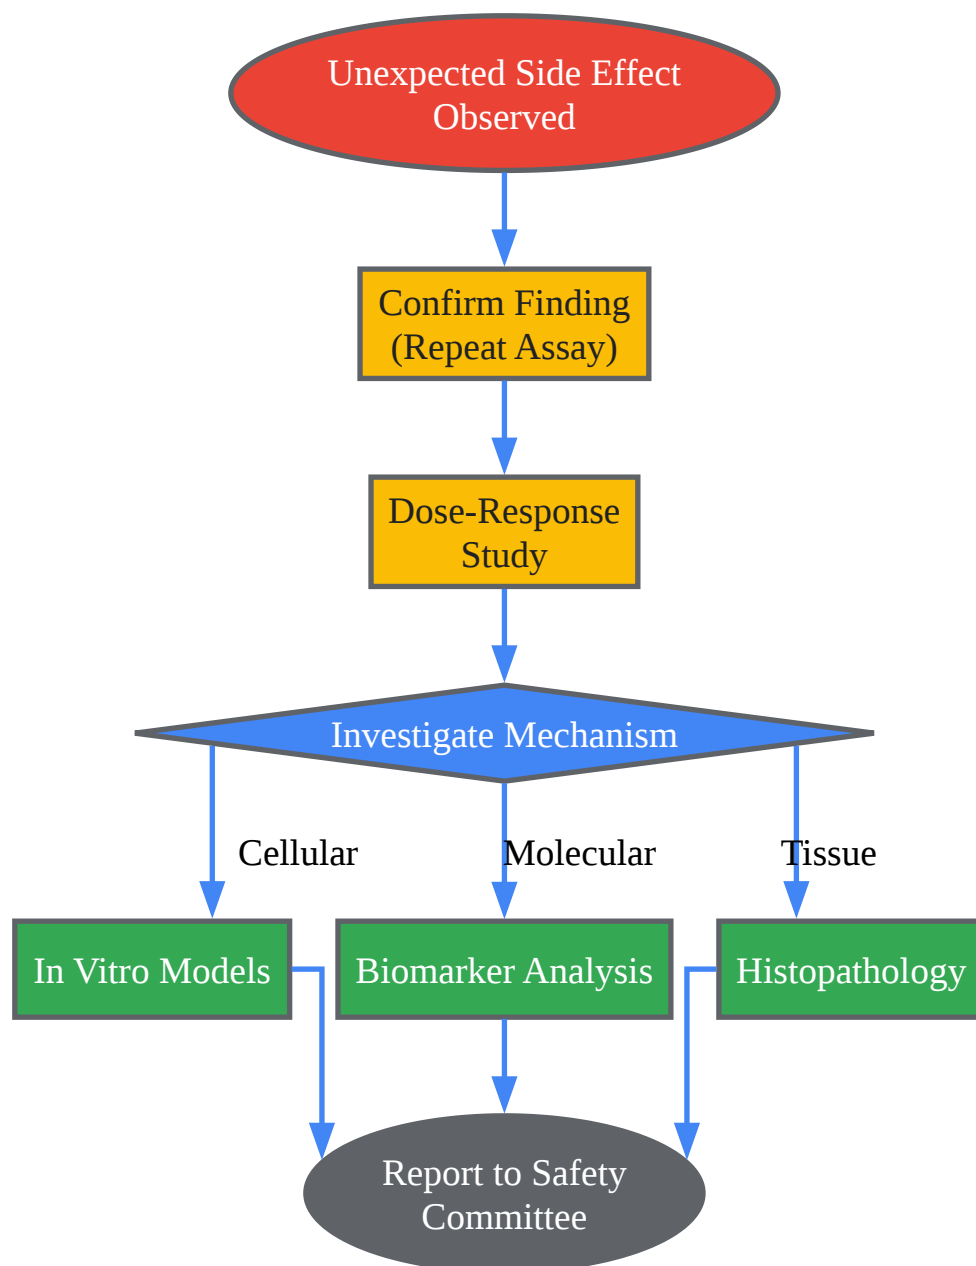 Unexpected Side Effect
Observed
Confirm Finding
(Repeat Assay)
Dose-Response
Study
Investigate Mechanism
Cellular
Molecular
Tissue
In Vitro Models
Biomarker Analysis
Histopathology
Report to Safety
Committee